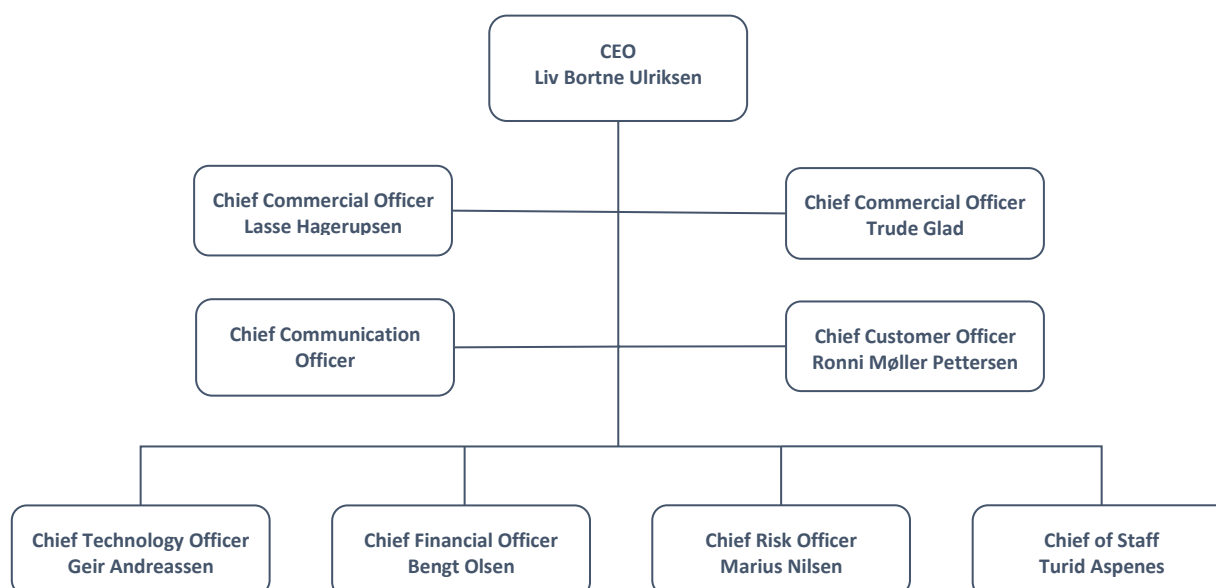 CEO
Liv Bortne Ulriksen
Chief Commercial Officer
Lasse Hagerupsen
Chief Commercial Officer
Trude Glad
Chief Communication
Officer
Chief Customer Officer
Ronni Møller Pettersen
Chief Technology Officer
Geir Andreassen
Chief Financial Officer
Bengt Olsen
Chief Risk Officer
Marius Nilsen
Chief of Staff
Turid Aspenes